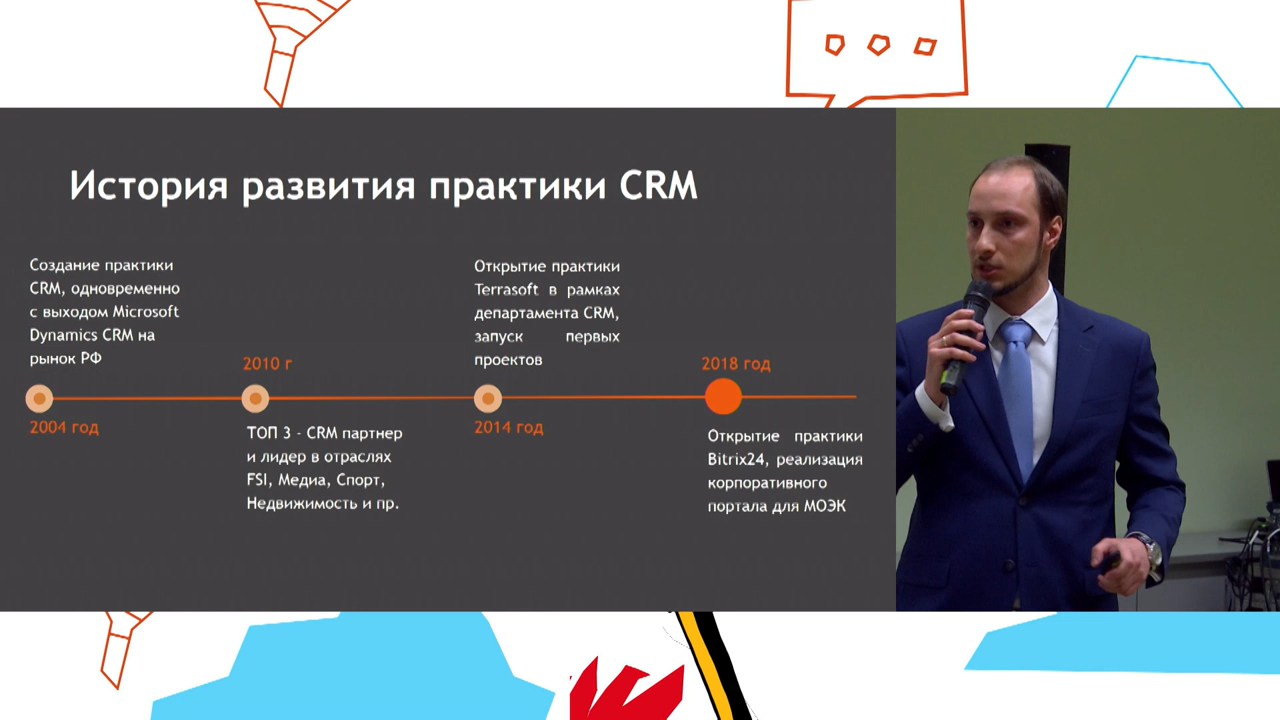 История развития практики CRM
Создание практики
CRM, одновременно
с выходом Microsoft
Dynamics CRM на
рынок РФ
2004 год
2010 г
ТОП 3 - CRM партнер
и лидер в отраслях
FSI, Медиа, Спорт,
Недвижимость и пр.
Открытие практики
Terrasoft в рамках
департамента CRM,
запуск первых
проектов
2014 год
2018 год
Открытие практики
Bitrix24, реализация
корпоративного
портала для МОЭК